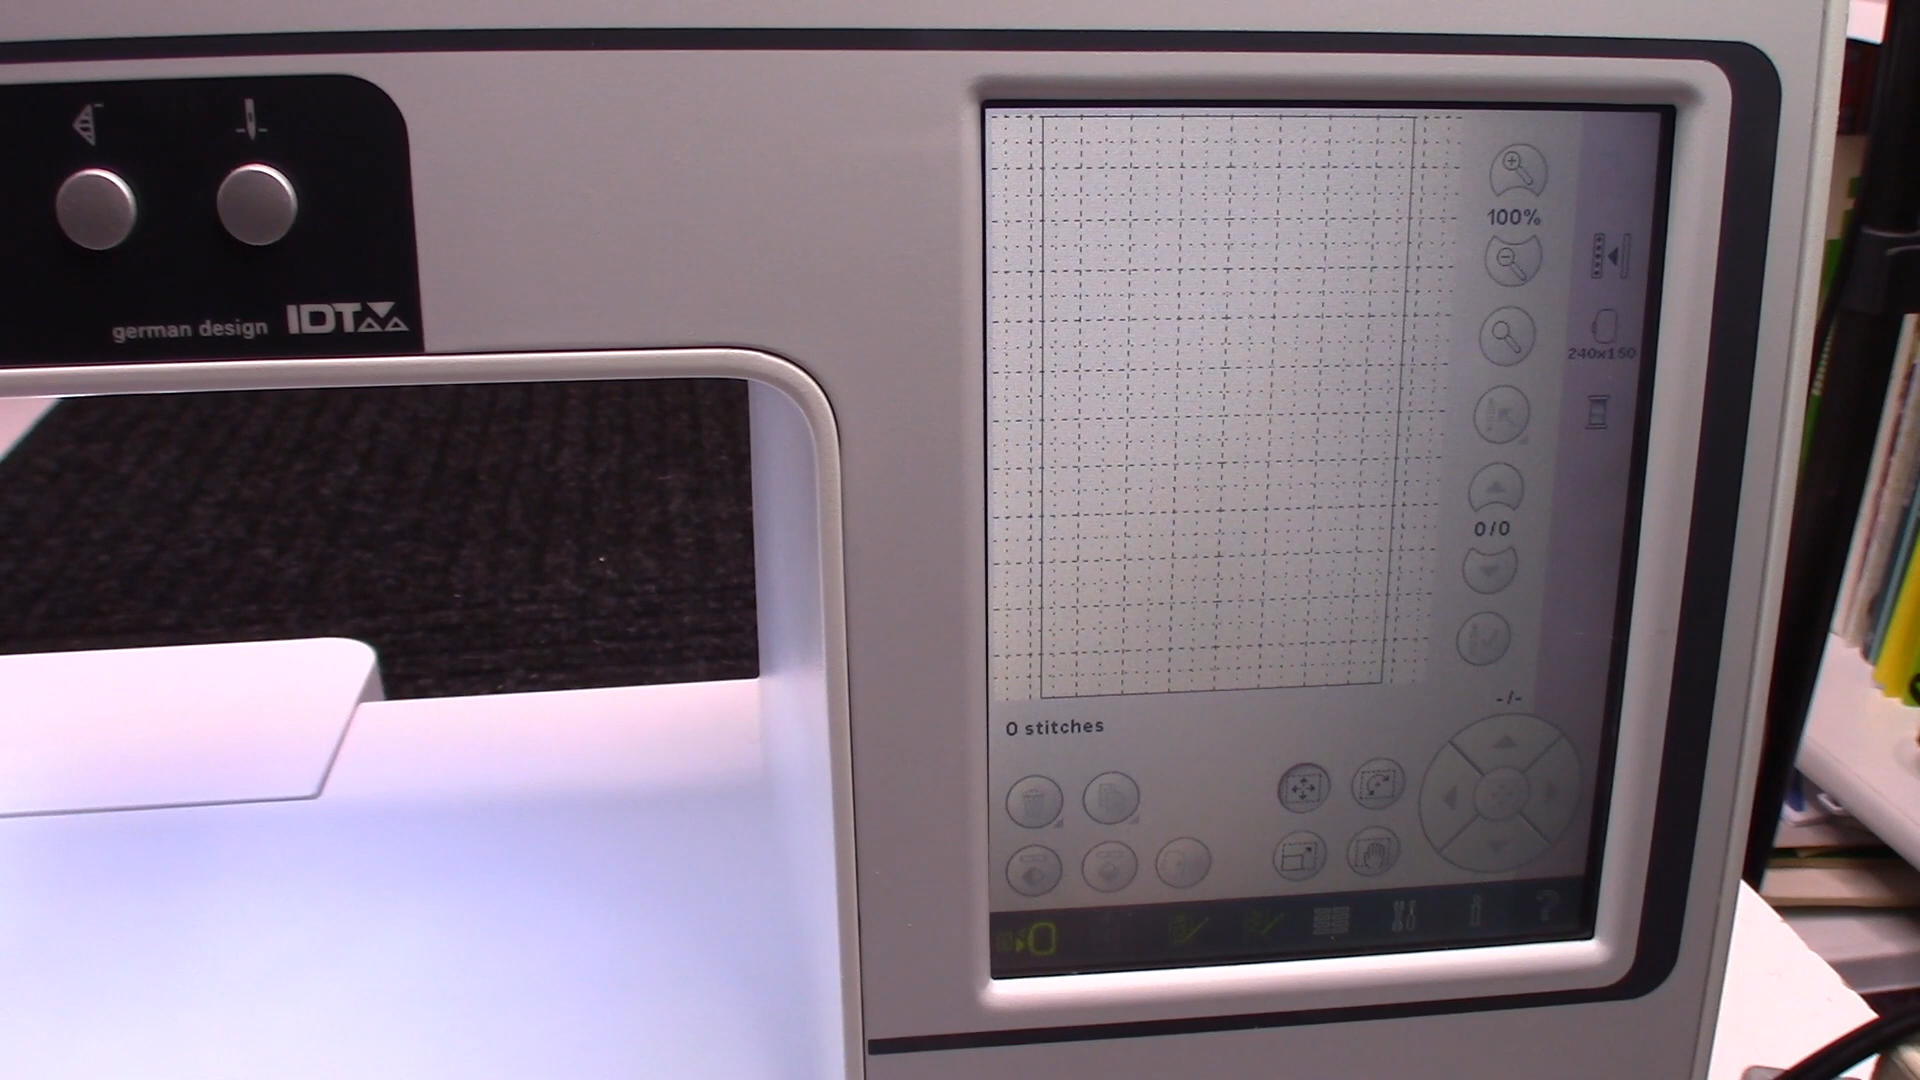 german design IDT
100%
240x150
0/0
-/-
0 stitches
?